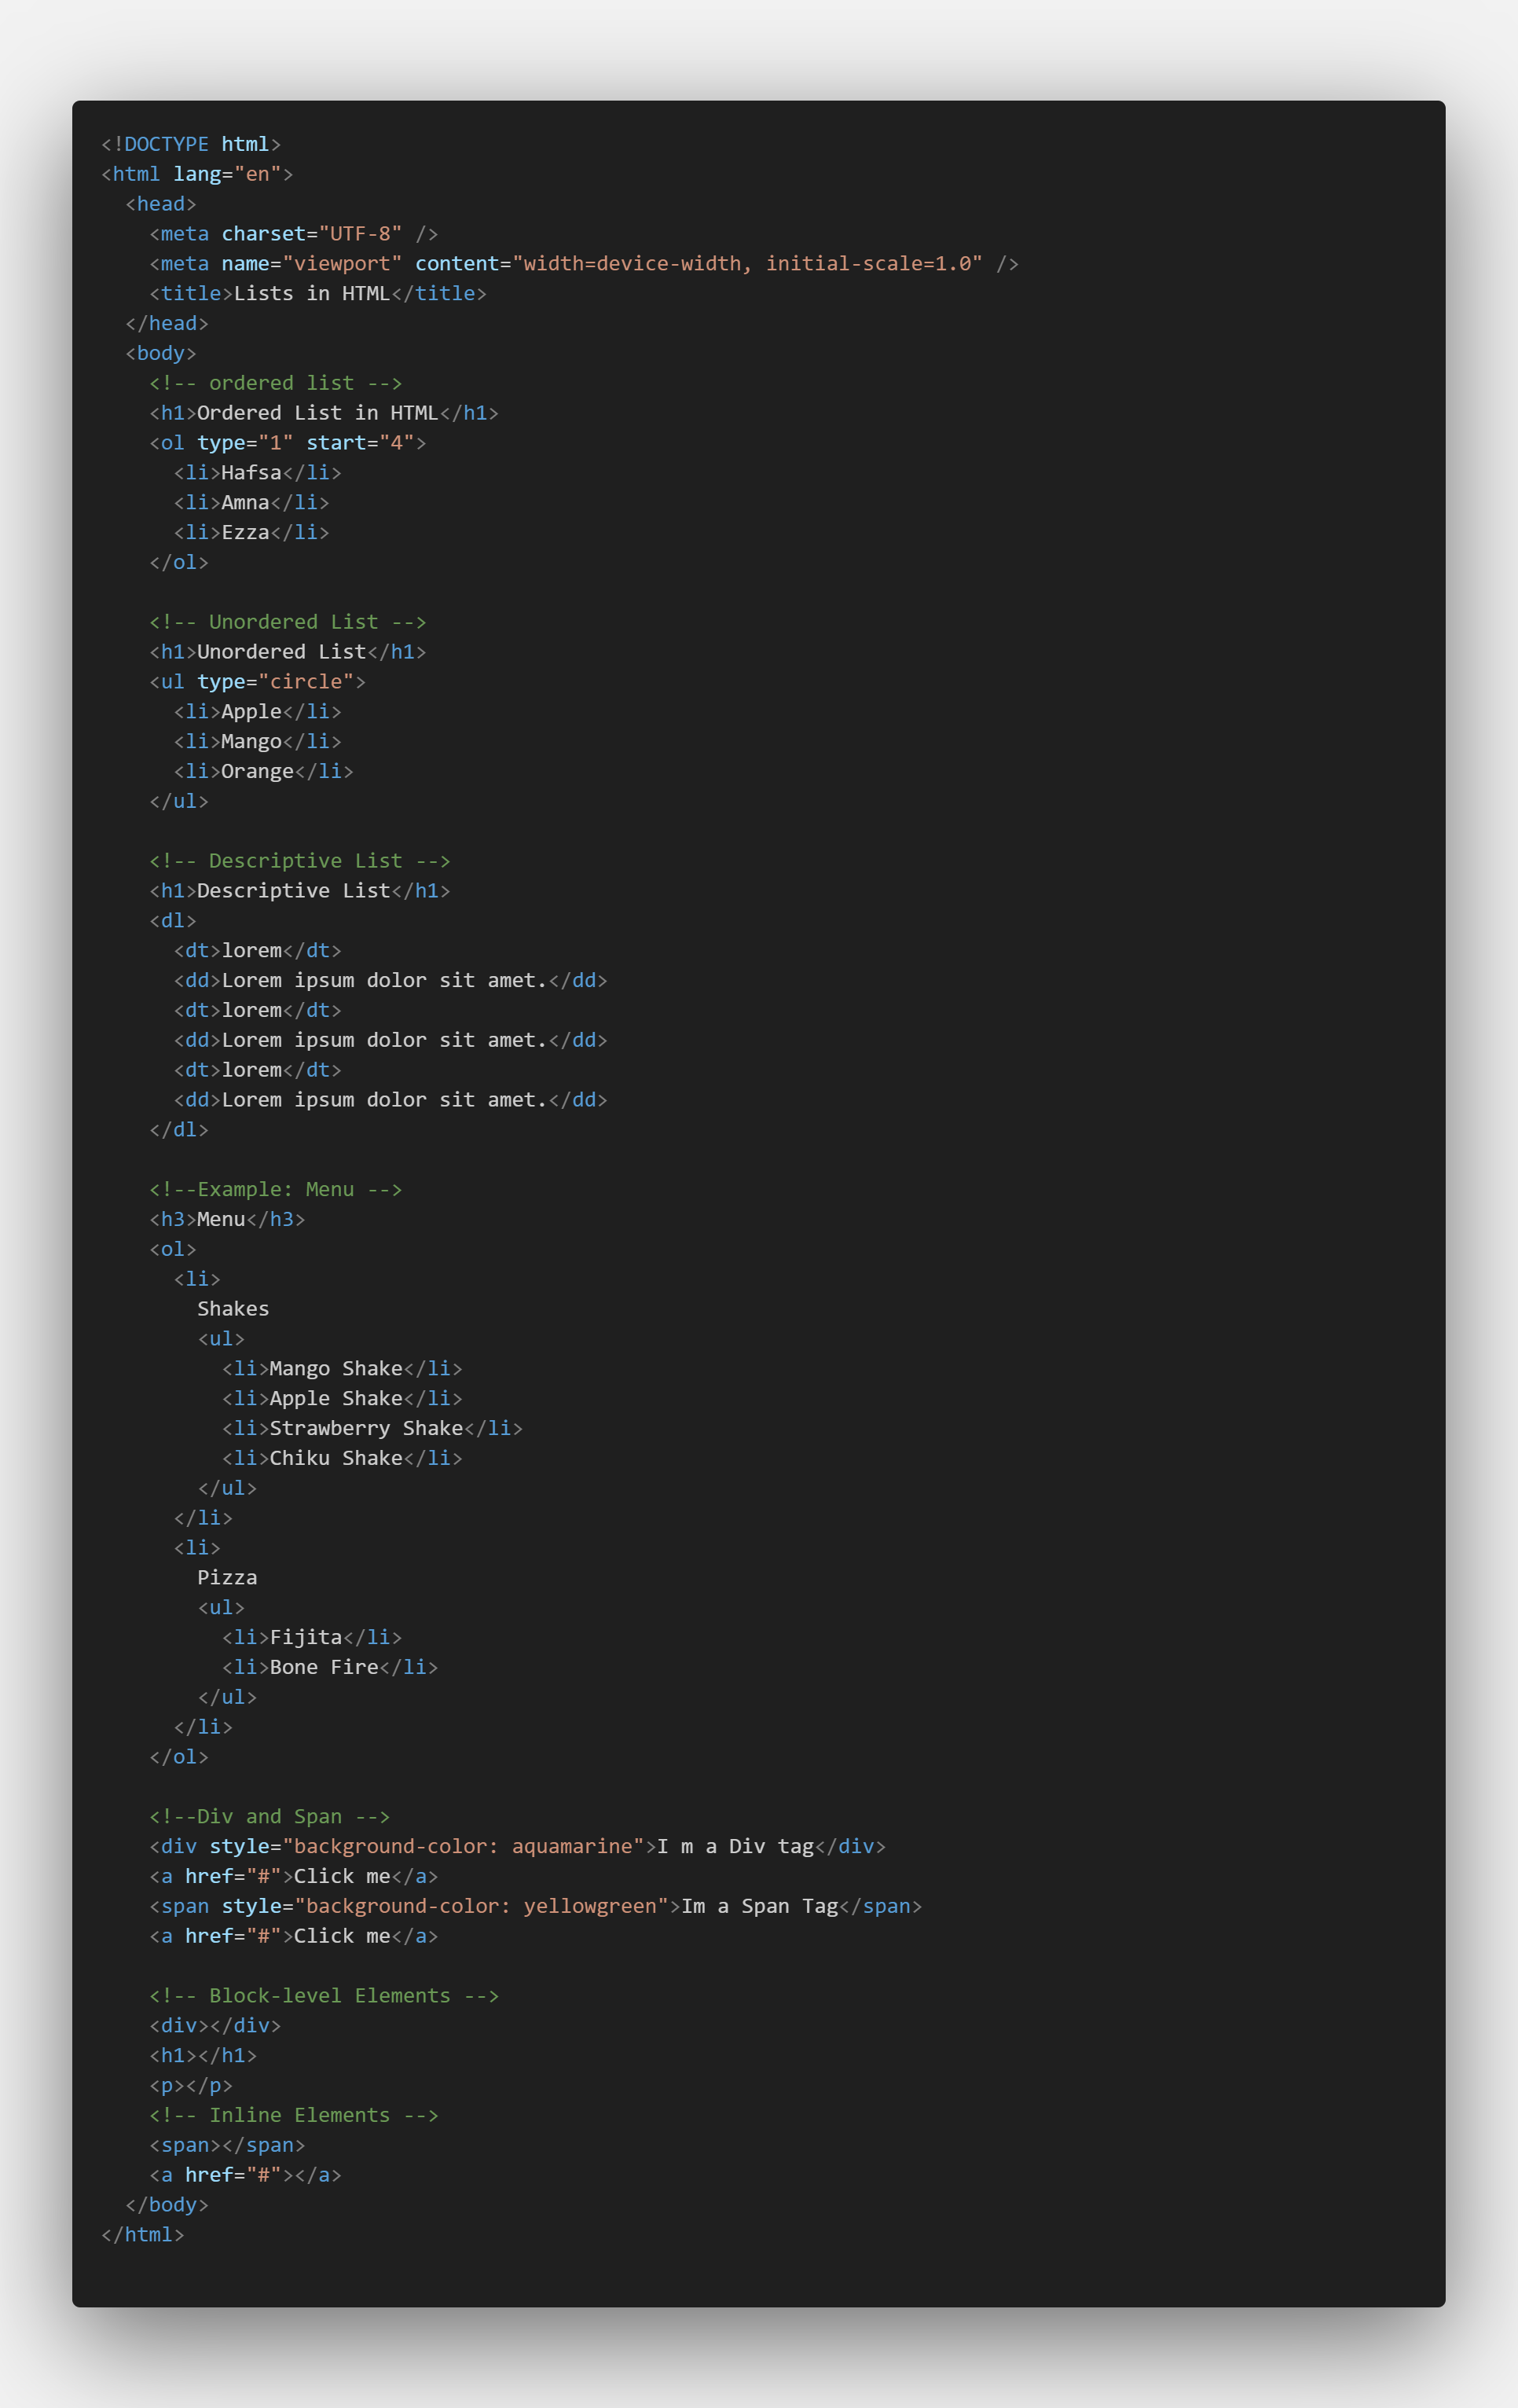 <!DOCTYPE html>
<html lang="en">
  <head>
    <meta charset="UTF-8" />
    <meta name="viewport" content="width=device-width, initial-scale=1.0" />
    <title>Lists in HTML</title>
  </head>
  <body>
    <!-- ordered list -->
    <h1>Ordered List in HTML</h1>
    <ol type="1" start="4">
      <li>Hafsa</li>
      <li>Amna</li>
      <li>Ezza</li>
    </ol>

    <!-- Unordered List -->
    <h1>Unordered List</h1>
    <ul type="circle">
      <li>Apple</li>
      <li>Mango</li>
      <li>Orange</li>
    </ul>

    <!-- Descriptive List -->
    <h1>Descriptive List</h1>
    <dl>
      <dt>lorem</dt>
      <dd>Lorem ipsum dolor sit amet.</dd>
      <dt>lorem</dt>
      <dd>Lorem ipsum dolor sit amet.</dd>
      <dt>lorem</dt>
      <dd>Lorem ipsum dolor sit amet.</dd>
    </dl>

    <!--Example: Menu -->
    <h3>Menu</h3>
    <ol>
      <li>
        Shakes
        <ul>
          <li>Mango Shake</li>
          <li>Apple Shake</li>
          <li>Strawberry Shake</li>
          <li>Chiku Shake</li>
        </ul>
      </li>
      <li>
        Pizza
        <ul>
          <li>Fijita</li>
          <li>Bone Fire</li>
        </ul>
      </li>
    </ol>

    <!--Div and Span -->
    <div style="background-color: aquamarine">I m a Div tag</div>
    <a href="#">Click me</a>
    <span style="background-color: yellowgreen">Im a Span Tag</span>
    <a href="#">Click me</a>

    <!-- Block-level Elements -->
    <div></div>
    <h1></h1>
    <p></p>
    <!-- Inline Elements -->
    <span></span>
    <a href="#"></a>
  </body>
</html>